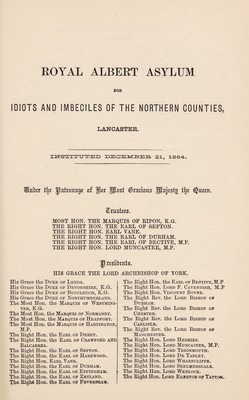 ROYAL ALBERT ASYLUM
FOR
IDIOTS AND IMBECILES OF THE NORTHERN COUNTIES,
LANCASTER.
INSTITUTED DECEMBER 21, 1864.
Under the Patronage of Her Most Gracious Majesty the Queen.
Trustees.
MOST HON. THE MARQUIS OF RIPON, K.G.
THE RIGHT HON. THE EARL OF SEFTON.
THE RIGHT HON. EARL VANE.
THE RIGHT HON. THE EARL OF DURHAM.
THE RIGHT HON. THE EARL OF BECTIVE, M.P.
THE RIGHT HON. LORD MUNCASTER, M.P.
Presidents.
HIS GRACE THE LORD ARCHBISHOP OF YORK.
His Grace the Duke of Leeds.
His Grace the Duke of Devonshire, K.G.
His Grace the Duke of Buccleuch, K.G.
His Grace the Duke of Northumberland.
The Most Hon. the Marquis of Westminster, K.G.
The Most Hon. the Marquis of Normanby.
The Most Hon. the Marquis of Headfort.
The Most Hon. the Marquis of Hartington, M.P.
The Right Hon. the Earl of Derby.
The Right Hon. the Earl of Crawford and Balcarres.
The Right Hon. the Earl of Sefton.
The Right Hon. the Earl of Harewood.
The Right Hon. Earl Vane.
The Right Hon. the Earl of Durham.
The Right Hon. the Earl of Effingham.
The Right Hon. the Earl of Zetland.
The Right Hon. the Earl of Feversham.
The Right Hon. the Earl of Bective, M.P
The Right Hon. Lord F. Cavendish, M.P
The Right Hon. Viscount Downe.
The Right Rev. the Lord Bishop of Durham.
The Right Rev. the Lord Bishop of Chester.
The Right Rev. the Lord Bishop of Carlisle.
The Right Rev. the Lord Bishop of Manchester.
The Right Hon. Lord Herries.
The Right Hon. Lord Muncaster, M.P.
The Right Hon. Lord Teignmouth.
The Right Hon. Lord De Tabley.
The Right Hon. Lord Wharncliffe.
The Right Hon. Lord Skelmersdale.
The Right Hon. Lord Wenlock.
The Right Hon. Lord Egerton of Tatton.